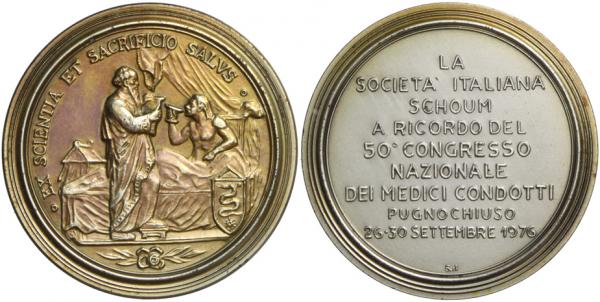 EX SCIENTIA ET SACRIFICIO SALVS
LA
SOCIETA' ITALIANA
SCHOUM
A RICORDO DEL
50° CONGRESSO
NAZIONALE
DEI MEDICI CONDOTTI
PUGNOCHIUSO
26-30 SETTEMBRE 1976